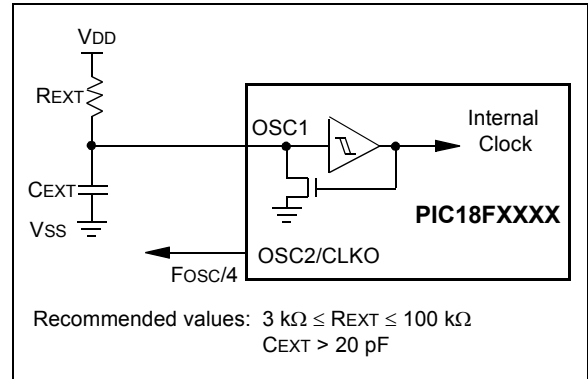 VDD
REXT
OSC1
Internal
Clock
CEXT
PIC18FXXXX
VSS
OSC2/CLKO
FOSC/4
Recommended values: 3 kΩ ≤ REXT ≤ 100 kΩ
CEXT > 20 pF